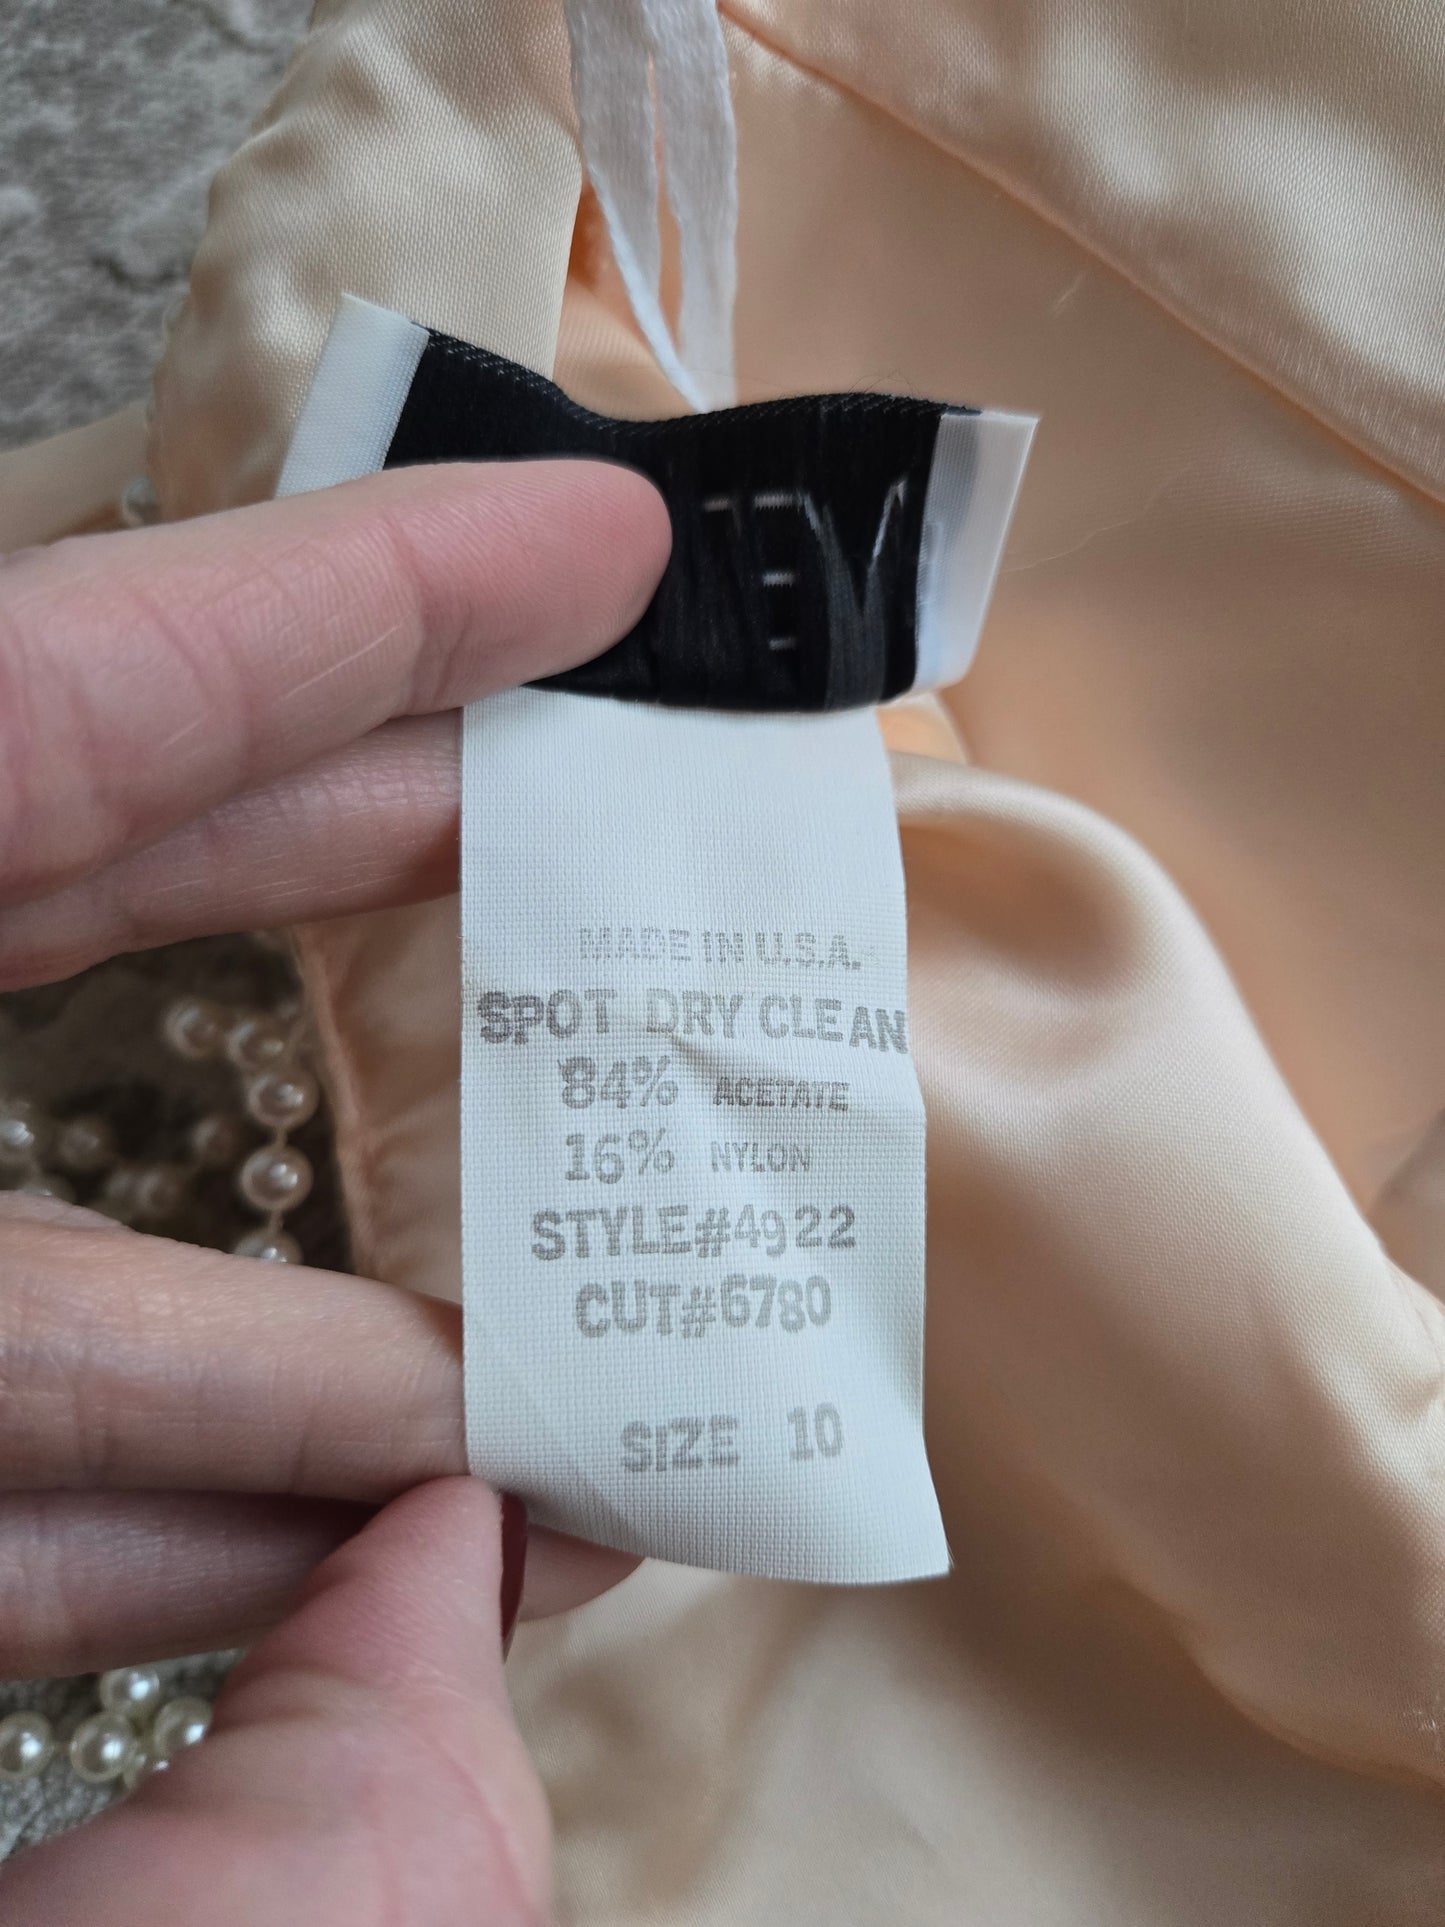 MADE IN U.S.A.
SPOT DRY CLEAN
84% ACETATE
16% NYLON
STYLE#4922
CUT#6780
SIZE 10